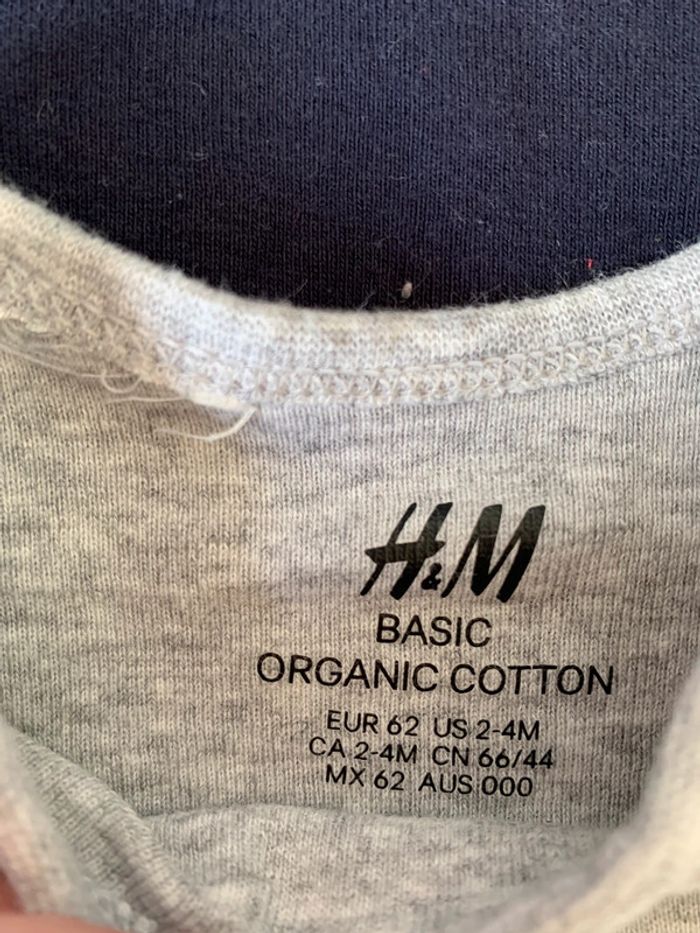 H&M
BASIC
ORGANIC COTTON
EUR 62 US 2-4M
CA 2-4M CN 66/44
MX 62 AUS 000